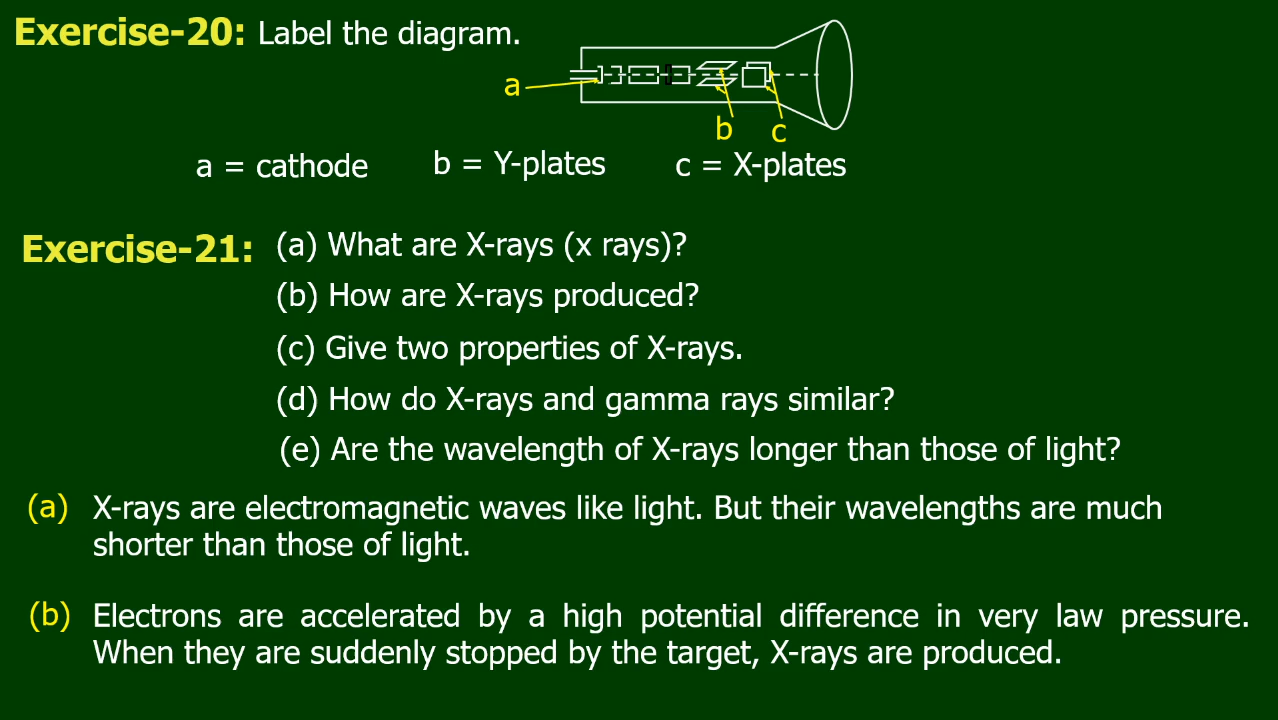 Exercise-20: Label the diagram.
a
b
c
a = cathode b = Y-plates c = X-plates
Exercise-21: (a) What are X-rays (x rays)?
(b) How are X-rays produced?
(c) Give two properties of X-rays.
(d) How do X-rays and gamma rays similar?
(e) Are the wavelength of X-rays longer than those of light?
(a) X-rays are electromagnetic waves like light. But their wavelengths are much
shorter than those of light.
(b) Electrons are accelerated by a high potential difference in very law pressure.
When they are suddenly stopped by the target, X-rays are produced.